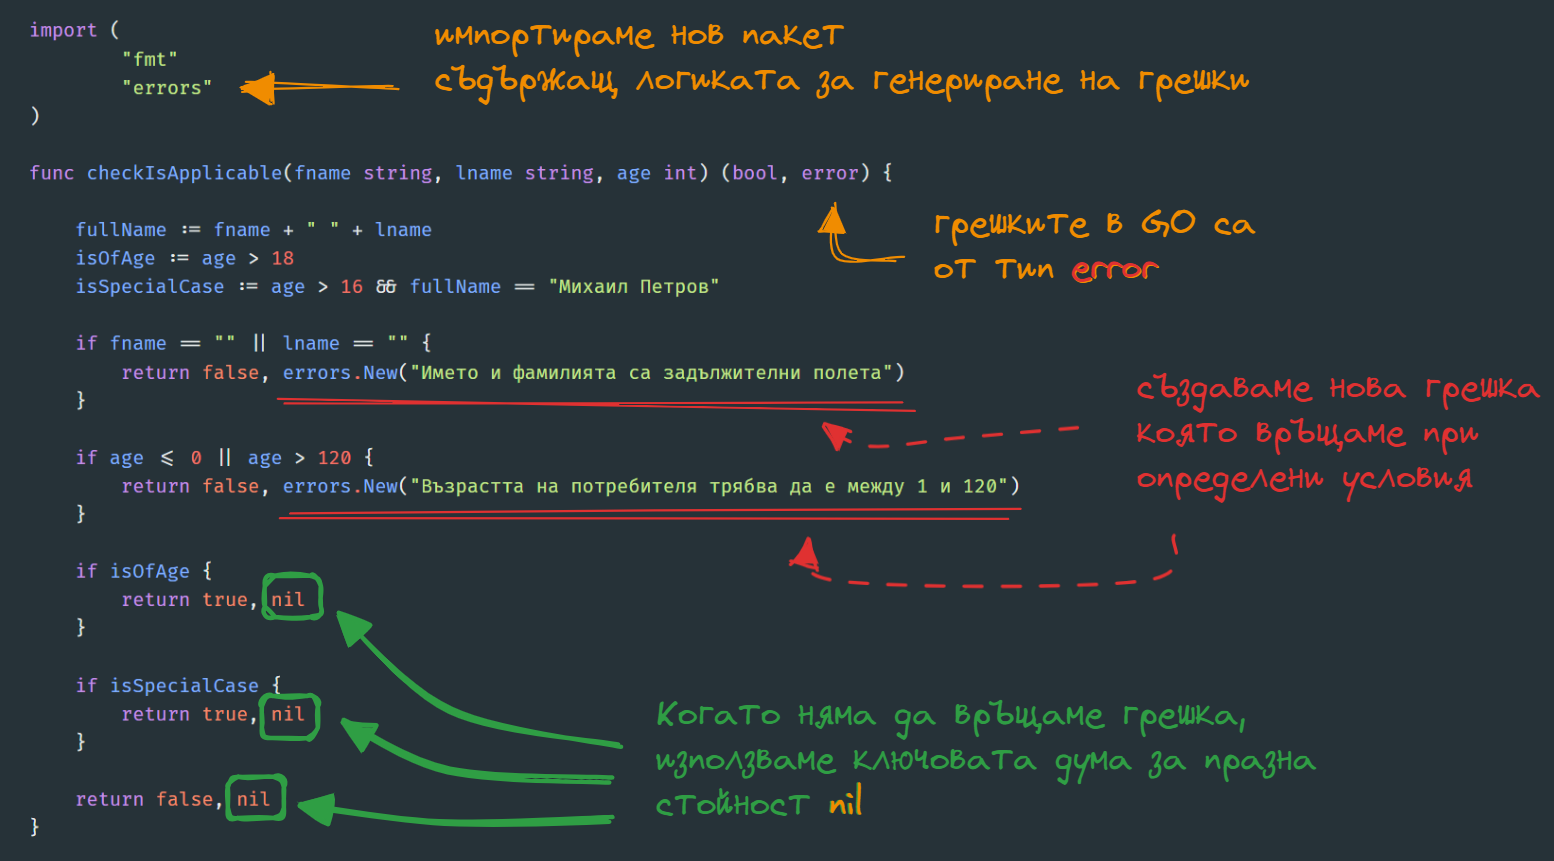 import (
"fmt"
"errors"
)
импортираме нов пакет
съдържащ логиката за генериране на грешки
func checkIsApplicable(fname string, lname string, age int) (bool, error) {
fullName := fname + " " + lname
isOfAge := age > 18
isSpecialCase := age > 16 && fullName == "Михаил Петров"
грешките в GO са
от тип error
if fname == "" || lname == "" {
return false, errors.New("Името и фамилията са задължителни полета")
}
създаваме нова грешка
която връщаме при
определени условия
if age <= 0 || age > 120 {
return false, errors.New("Възрастта на потребителя трябва да е между 1 и 120")
}
if isOfAge {
return true, nil
}
if isSpecialCase {
return true, nil
}
return false, nil
}
Когато няма да връщаме грешка,
използваме ключовата дума за празна
стойност nil